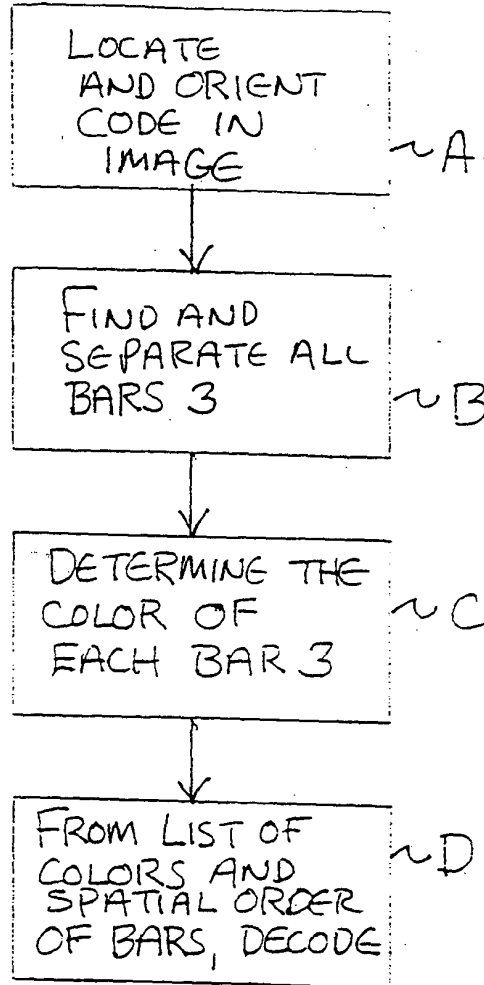 LOCATE
AND ORIENT
CODE IN
IMAGE
~A
FIND AND
SEPARATE ALL
BARS 3
~B
DETERMINE THE
COLOR OF
EACH BAR 3
~C
FROM LIST OF
COLORS AND
SPATIAL ORDER
OF BARS, DECODE
~D